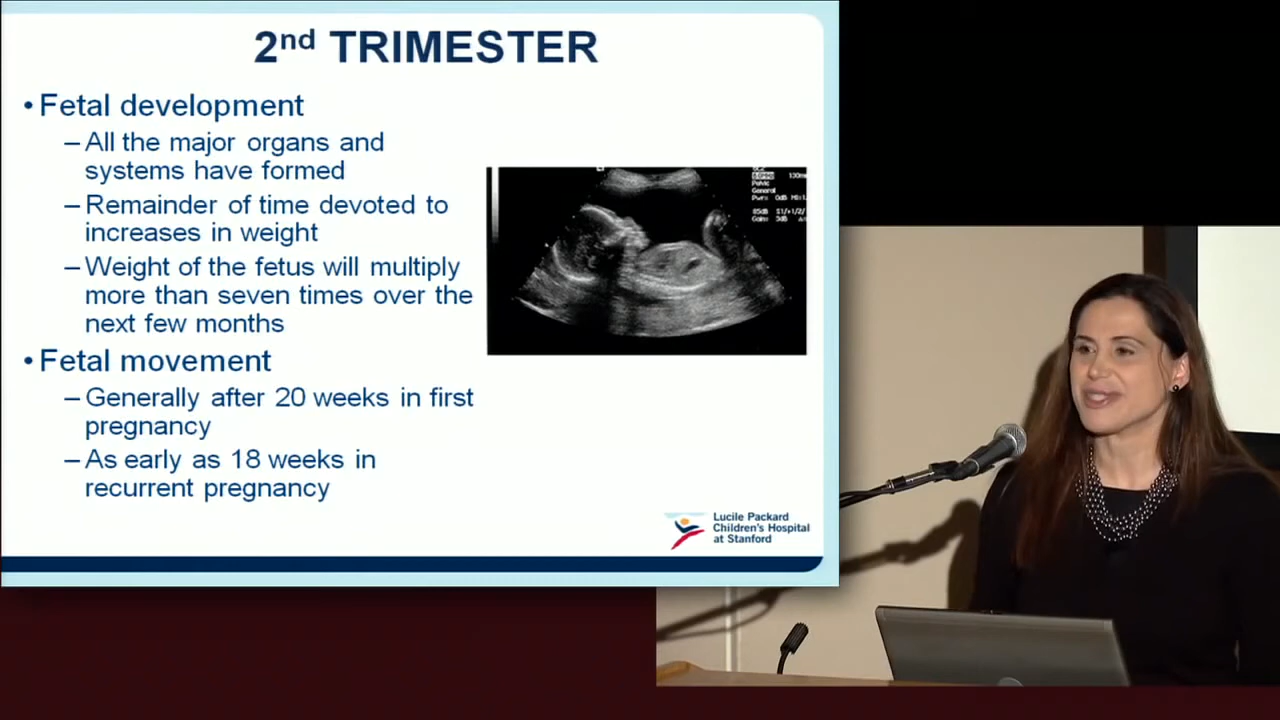 2nd TRIMESTER
• Fetal development
– All the major organs and
systems have formed
– Remainder of time devoted to
increases in weight
– Weight of the fetus will multiply
more than seven times over the
next few months
• Fetal movement
– Generally after 20 weeks in first
pregnancy
– As early as 18 weeks in
recurrent pregnancy
130mm
Pelvic
General
Lucile Packard
Children's Hospital
at Stanford